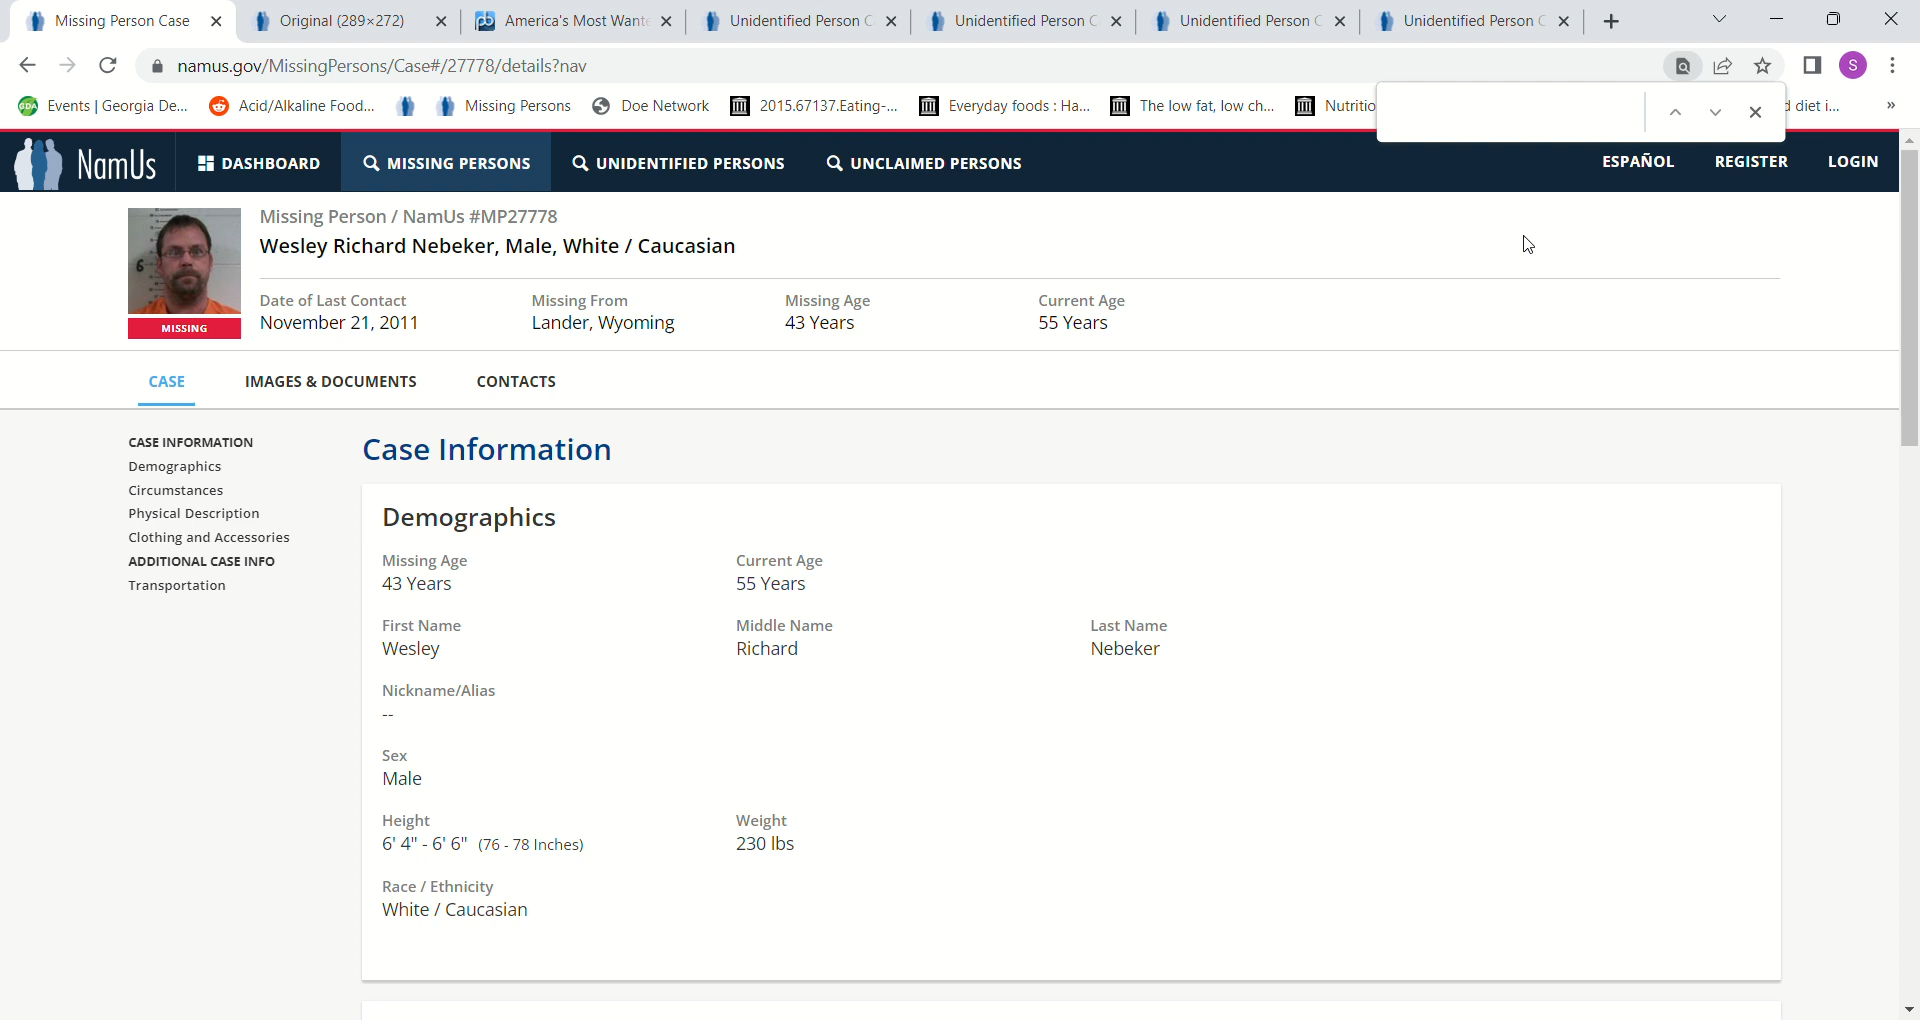 Missing Person Case
Original (289×272)
America's Most Wante
Unidentified Person C
Unidentified Person C
Unidentified Person C
Unidentified Person C
namus.gov/MissingPersons/Case#/27778/details?nav
S
GDA
Events | Georgia De...
Acid/Alkaline Food...
Missing Persons
Doe Network
2015.67137.Eating-...
Everyday foods : Ha...
The low fat, low ch...
Nutritio
d diet i...
»
NamUs
DASHBOARD
MISSING PERSONS
UNIDENTIFIED PERSONS
UNCLAIMED PERSONS
ESPAÑOL
REGISTER
LOGIN
6
MISSING
Missing Person / NamUs #MP27778
Wesley Richard Nebeker, Male, White / Caucasian
Date of Last Contact
November 21, 2011
Missing From
Lander, Wyoming
Missing Age
43 Years
Current Age
55 Years
CASE
IMAGES & DOCUMENTS
CONTACTS
CASE INFORMATION
Demographics
Circumstances
Physical Description
Clothing and Accessories
ADDITIONAL CASE INFO
Transportation
Case Information
Demographics
Missing Age
43 Years
Current Age
55 Years
First Name
Wesley
Middle Name
Richard
Last Name
Nebeker
Nickname/Alias
--
Sex
Male
Height
6' 4" - 6' 6" (76 - 78 Inches)
Weight
230 lbs
Race / Ethnicity
White / Caucasian